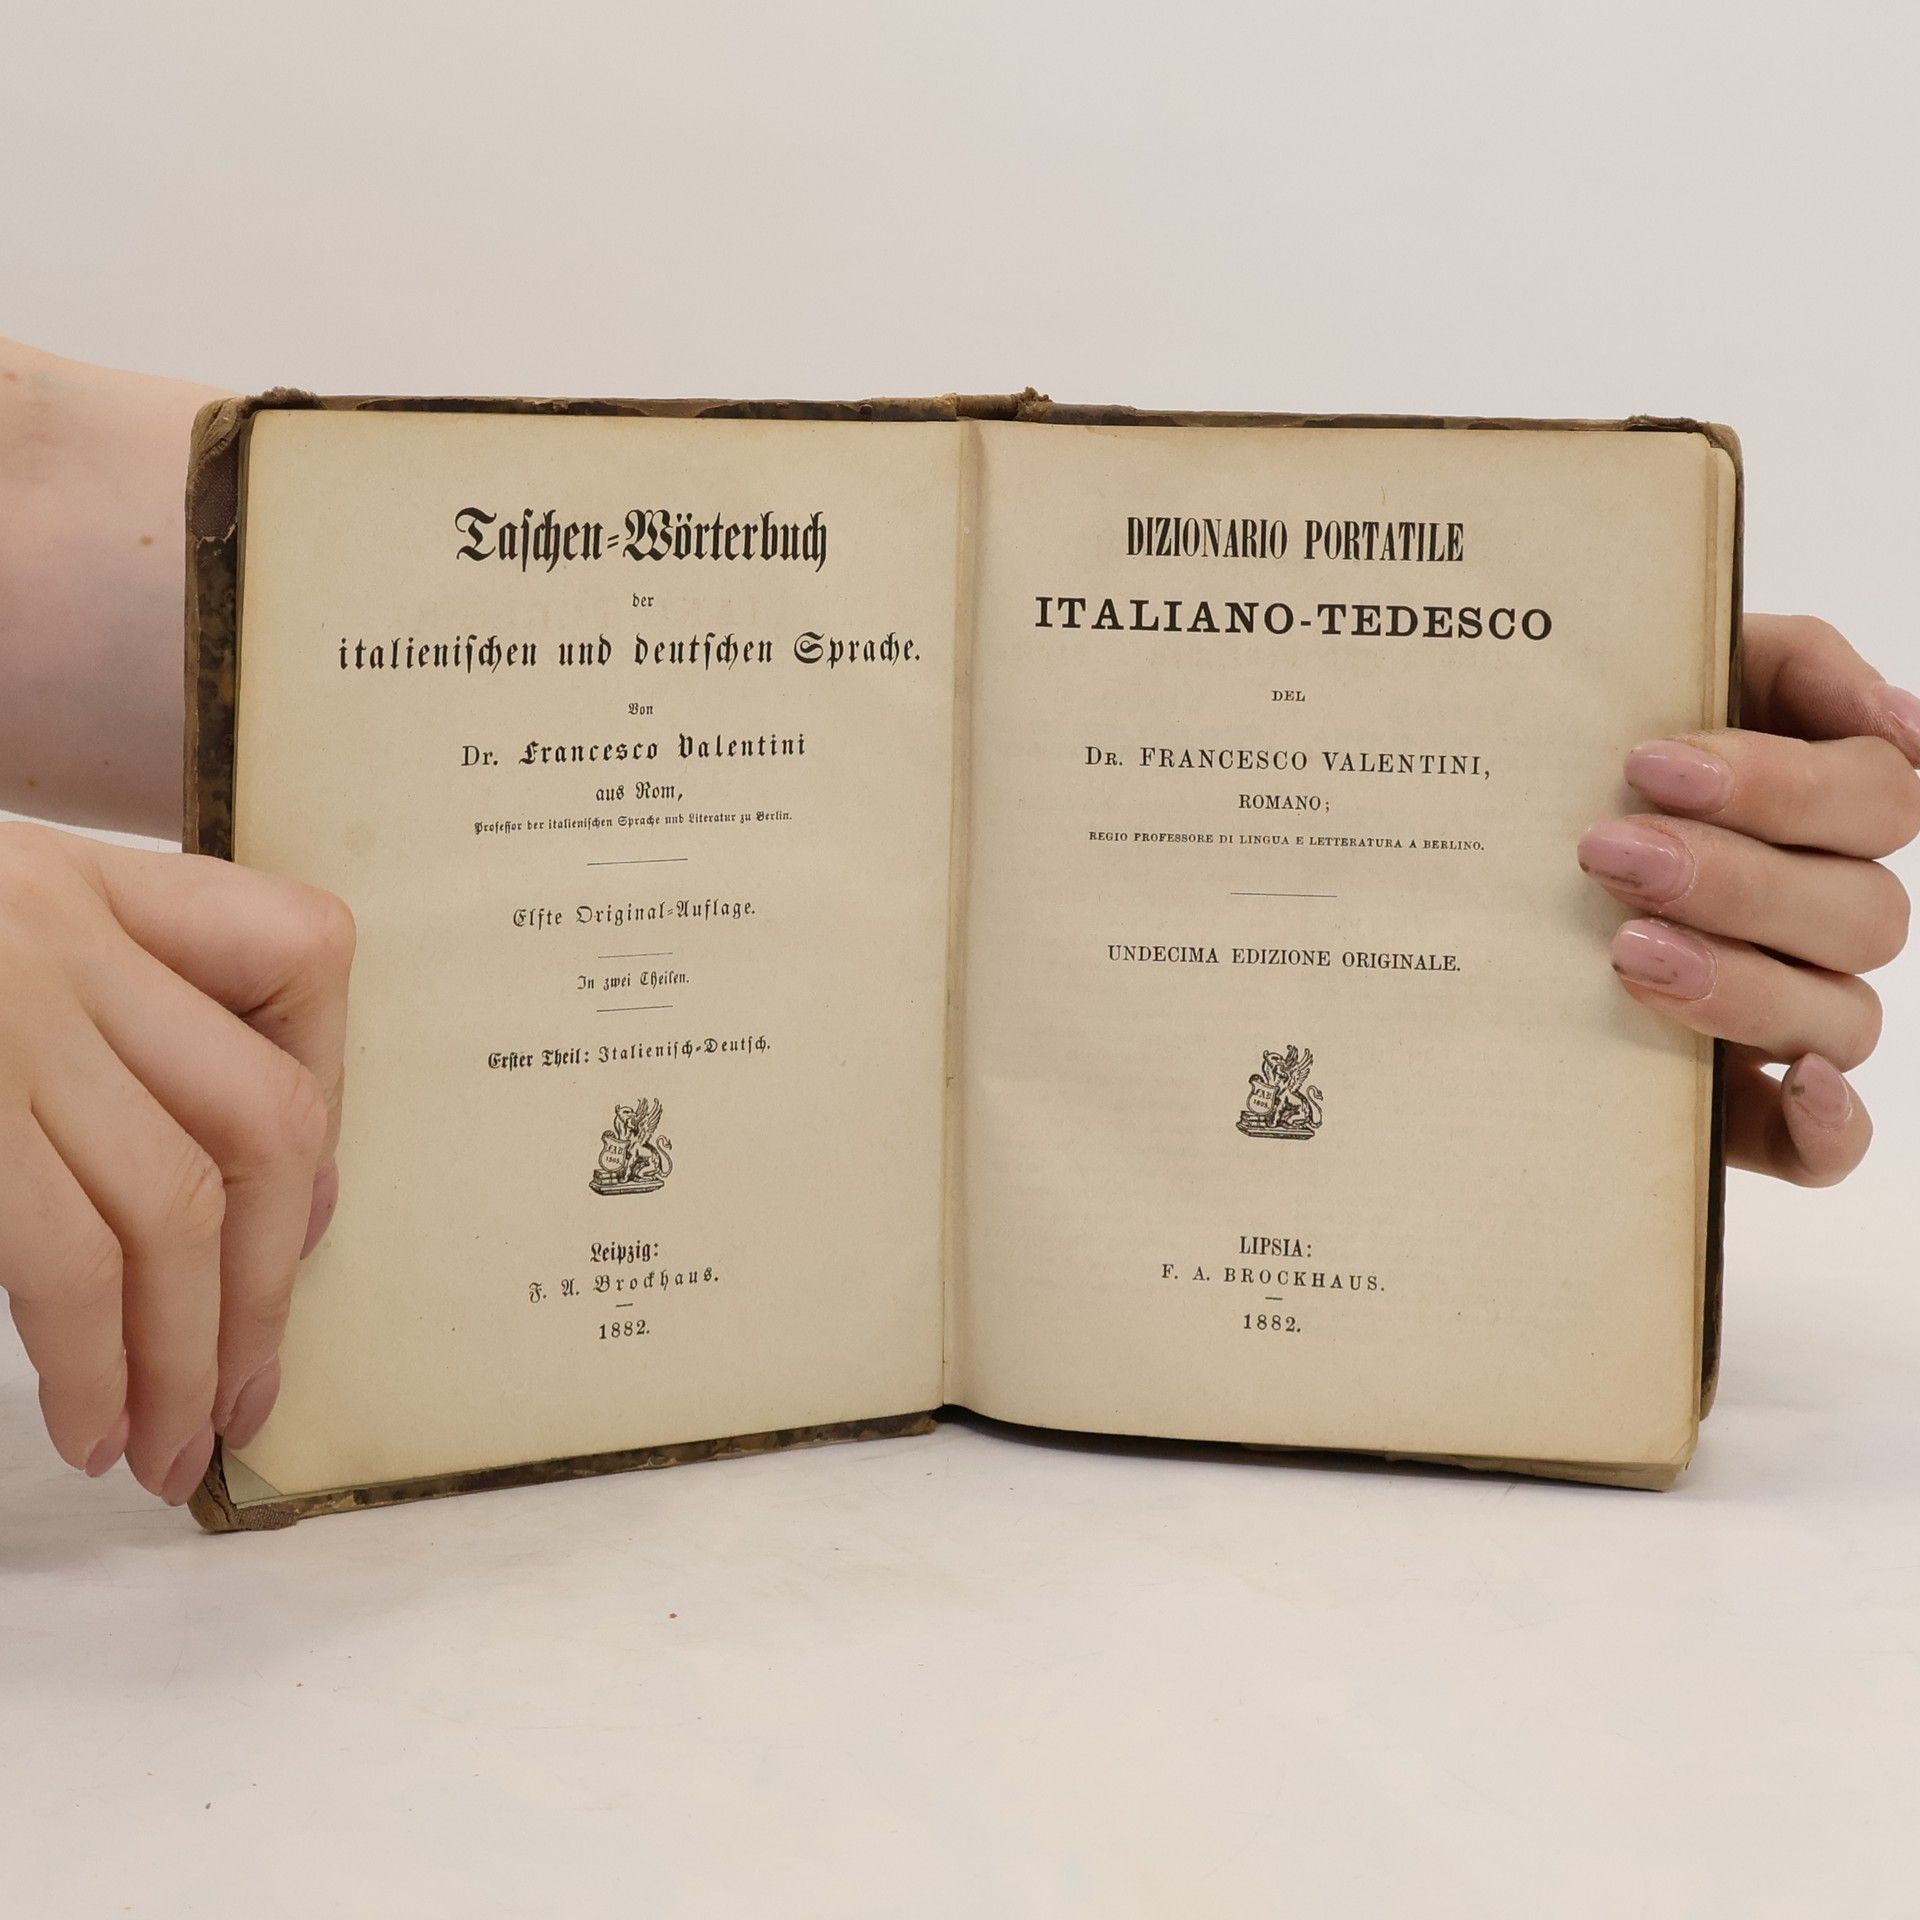 Taſchen-Wörterbuch
der
italieniſchen und deutſchen Sprache.
Von
Dr. Francesco Valentini
aus Rom,
Profeſſor der italieniſchen Sprache und Literatur zu Berlin.
Elfte Original-Auflage.
In zwei Theilen.
Erſter Theil: Italieniſch-Deutſch.
F.A.B.
1805.
Leipzig:
F. A. Brockhaus.
1882.
DIZIONARIO PORTATILE
ITALIANO-TEDESCO
DEL
DR. FRANCESCO VALENTINI,
ROMANO;
REGIO PROFESSORE DI LINGUA E LETTERATURA A BERLINO.
UNDECIMA EDIZIONE ORIGINALE.
F.A.B.
1805.
LIPSIA:
F. A. BROCKHAUS.
1882.